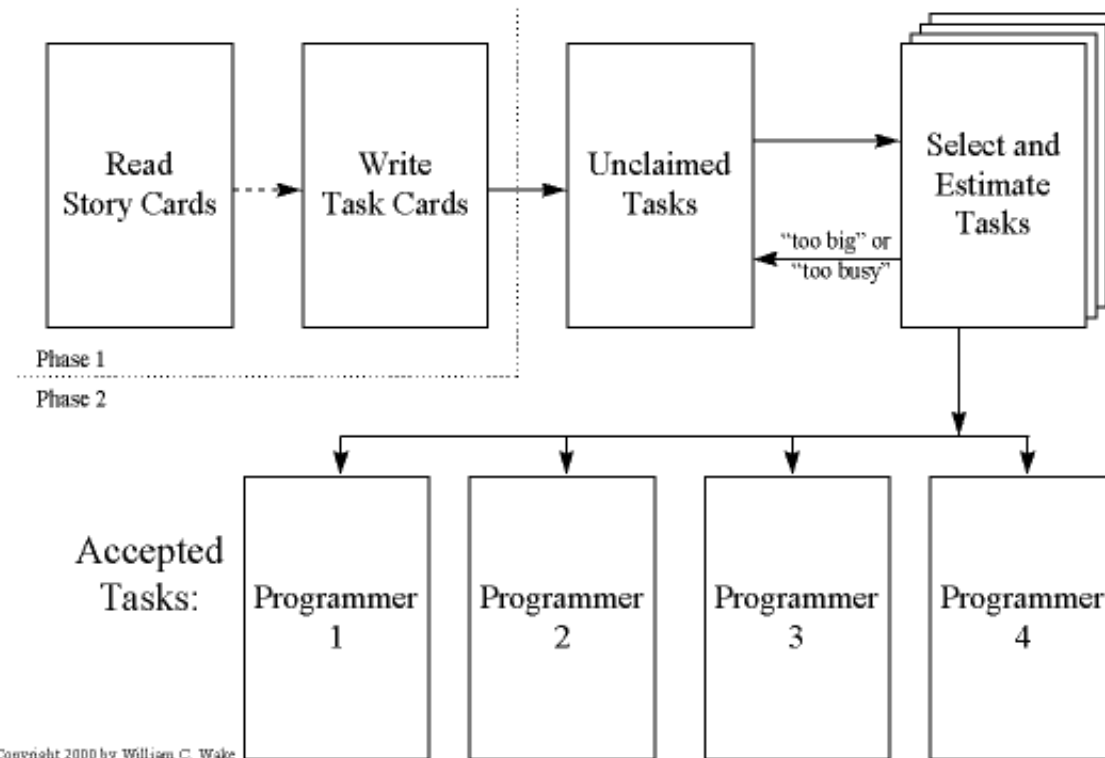 Read
Story Cards
Write
Task Cards
Unclaimed
Tasks
Select and
Estimate
Tasks
“too big” or
“too busy”
Phase 1
Phase 2
Accepted
Tasks:
Programmer
1
Programmer
2
Programmer
3
Programmer
4
Copyright 2000 by William C. Wake